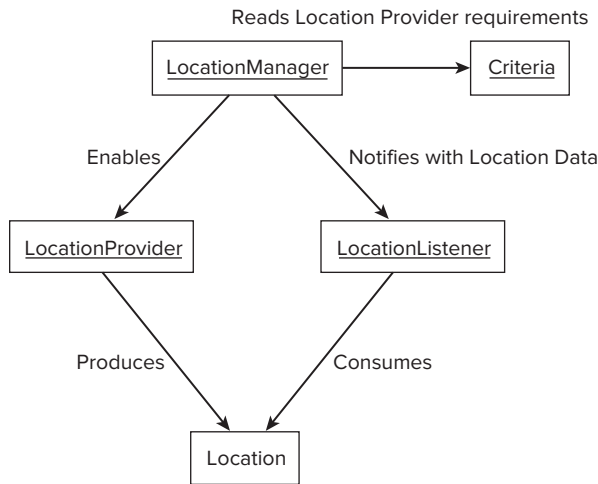 Reads Location Provider requirements
LocationManager
Criteria
Enables
Notifies with Location Data
LocationProvider
LocationListener
Produces
Consumes
Location